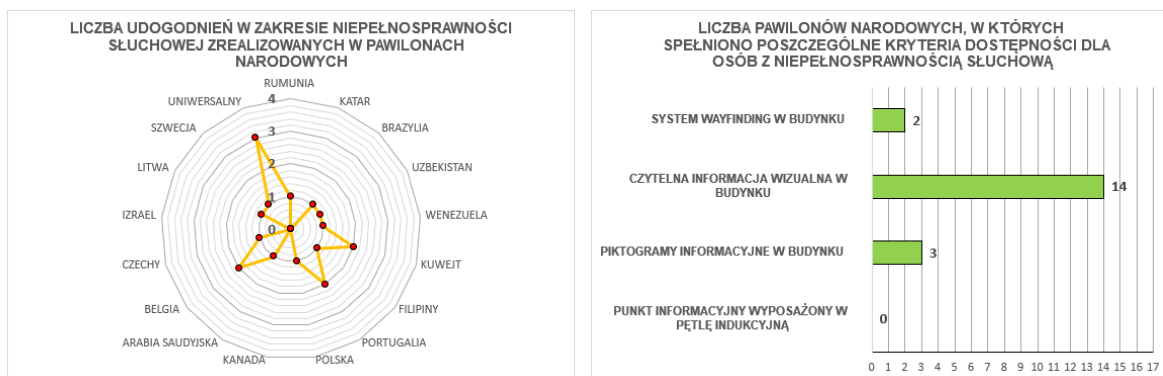 LICZBA UDOGODNIEŃ W ZAKRESIE NIEPEŁNOSPRAWNOŚCI
SŁUCHOWEJ ZREALIZOWANYCH W PAWILONACH
NARODOWYCH
RUMUNIA
KATAR
BRAZYLIA
UZBEKISTAN
WENEZUELA
KUWEJT
FILIPINY
PORTUGALIA
POLSKA
KANADA
ARABIA SAUDYJSKA
BELGIA
CZECHY
IZRAEL
LITWA
SZWECJA
UNIWERSALNY
4
3
2
1
0
LICZBA PAWILONÓW NARODOWYCH, W KTÓRYCH
SPEŁNIONO POSZCZEGÓLNE KRYTERIA DOSTĘPNOŚCI DLA
OSÓB Z NIEPEŁNOSPRAWNOŚCIĄ SŁUCHOWĄ
SYSTEM WAYFINDING W BUDYNKU
2
CZYTELNA INFORMACJA WIZUALNA W
BUDYNKU
14
PIKTOGRAMY INFORMACYJNE W BUDYNKU
3
PUNKT INFORMACYJNY WYPOSAŻONY W
PĘTLĘ INDUKCYJNĄ
0
0 1 2 3 4 5 6 7 8 9 10 11 12 13 14 15 16 17